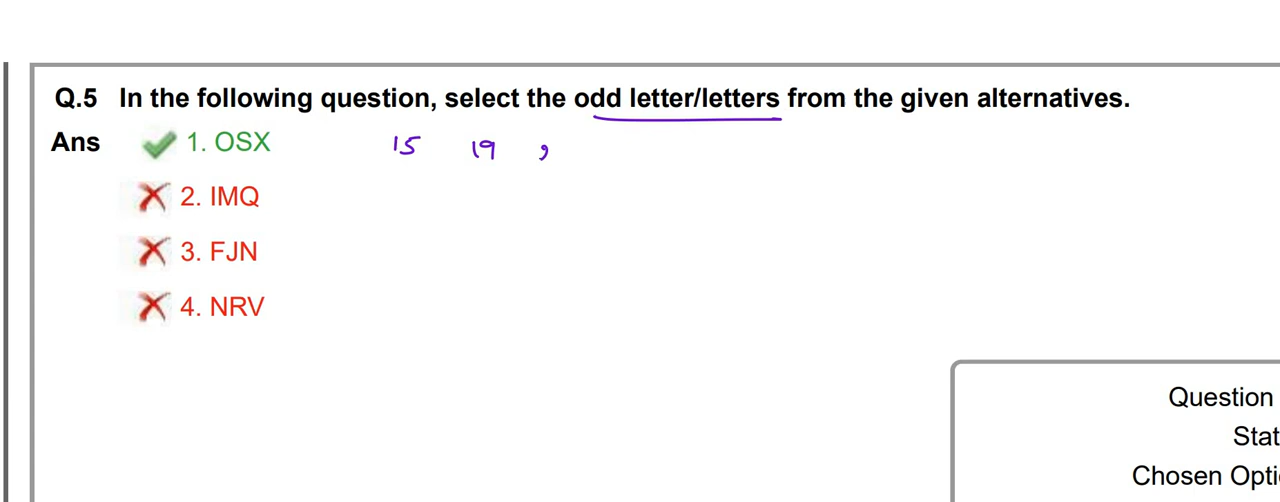 Q.5 In the following question, select the odd letter/letters from the given alternatives.
Ans 1. OSX 15 19 ,
2. IMQ
3. FJN
4. NRV
Question
Stat
Chosen Opti